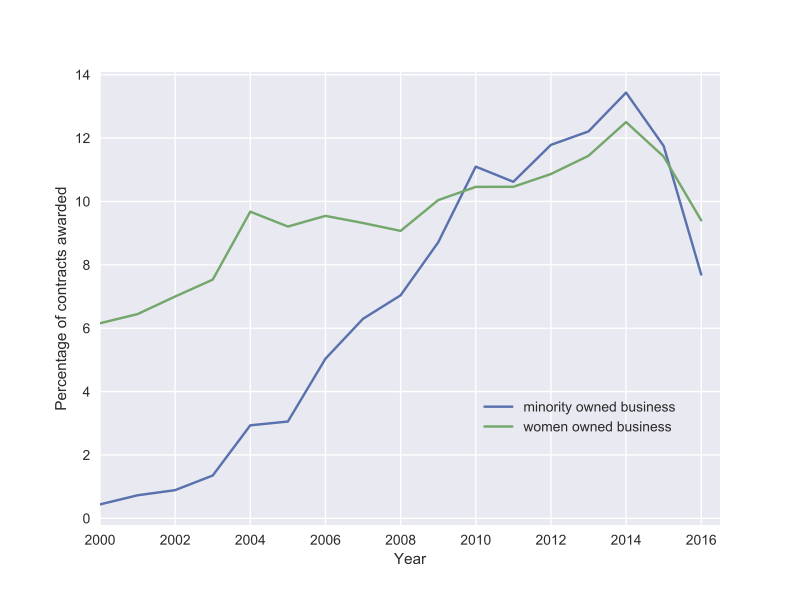 14
12
10
8
6
4
2
0
Percentage of contracts awarded
minority owned business
women owned business
2000 2002 2004 2006 2008 2010 2012 2014 2016
Year